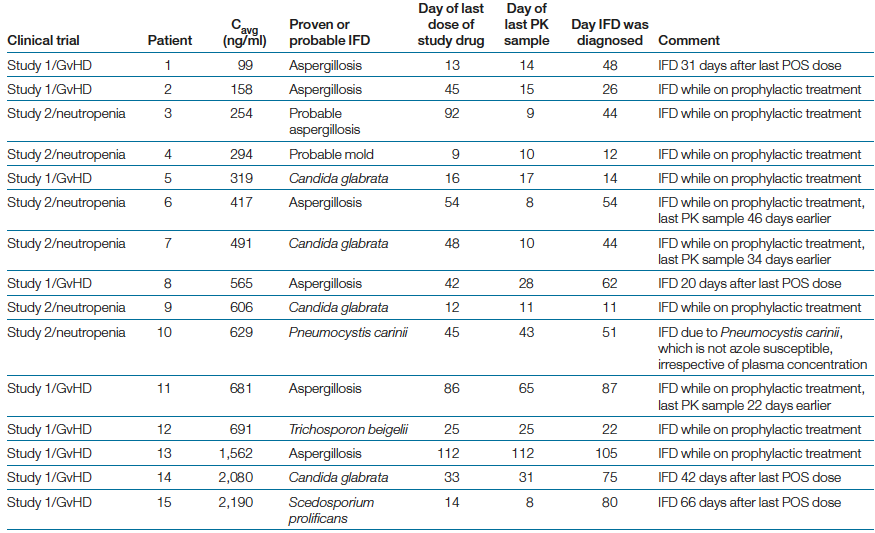 Clinical trial Patient Cavg (ng/ml) Proven or probable IFD Day of last dose of study drug Day of last PK sample Day IFD was diagnosed Comment
Study 1/GvHD 1 99 Aspergillosis 13 14 48 IFD 31 days after last POS dose
Study 1/GvHD 2 158 Aspergillosis 45 15 26 IFD while on prophylactic treatment
Study 2/neutropenia 3 254 Probable 92 9 44 IFD while on prophylactic treatment
aspergillosis
Study 2/neutropenia 4 294 Probable mold 9 10 12 IFD while on prophylactic treatment
Study 1/GvHD 5 319 Candida glabrata 16 17 14 IFD while on prophylactic treatment
Study 2/neutropenia 6 417 Aspergillosis 54 8 54 IFD while on prophylactic treatment,
last PK sample 46 days earlier
Study 2/neutropenia 7 491 Candida glabrata 48 10 44 IFD while on prophylactic treatment,
last PK sample 34 days earlier
Study 1/GvHD 8 565 Aspergillosis 42 28 62 IFD 20 days after last POS dose
Study 2/neutropenia 9 606 Candida glabrata 12 11 11 IFD while on prophylactic treatment
Study 2/neutropenia 10 629 Pneumocystis carinii 45 43 51 IFD due to Pneumocystis carinii,
which is not azole susceptible,
irrespective of plasma concentration
Study 1/GvHD 11 681 Aspergillosis 86 65 87 IFD while on prophylactic treatment,
last PK sample 22 days earlier
Study 1/GvHD 12 691 Trichosporon beigelii 25 25 22 IFD while on prophylactic treatment
Study 1/GvHD 13 1,562 Aspergillosis 112 112 105 IFD while on prophylactic treatment
Study 1/GvHD 14 2,080 Candida glabrata 33 31 75 IFD 42 days after last POS dose
Study 1/GvHD 15 2,190 Scedosporium 14 8 80 IFD 66 days after last POS dose
prolificans